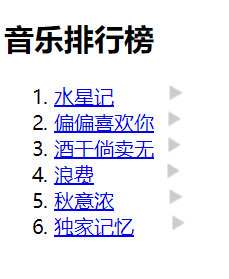 音乐排行榜
1. 水星记
2. 偏偏喜欢你
3. 酒干倘卖无
4. 浪费
5. 秋意浓
6. 独家记忆